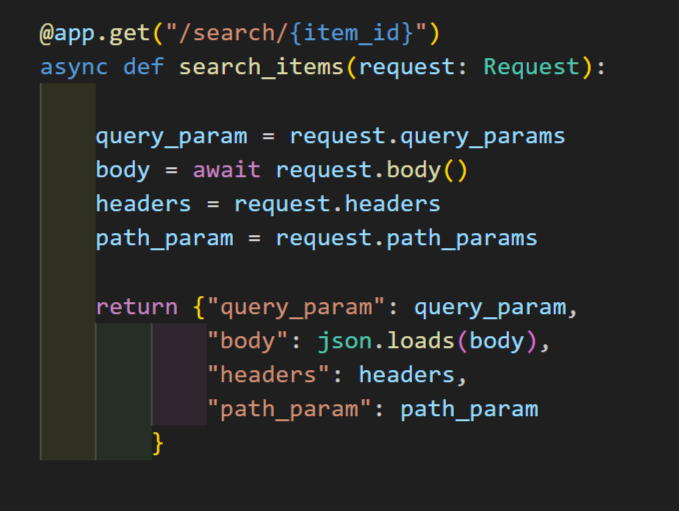 @app.get("/search/{item_id}")
async def search_items(request: Request):
query_param = request.query_params
body = await request.body()
headers = request.headers
path_param = request.path_params
return {"query_param": query_param,
"body": json.loads(body),
"headers": headers,
"path_param": path_param
}